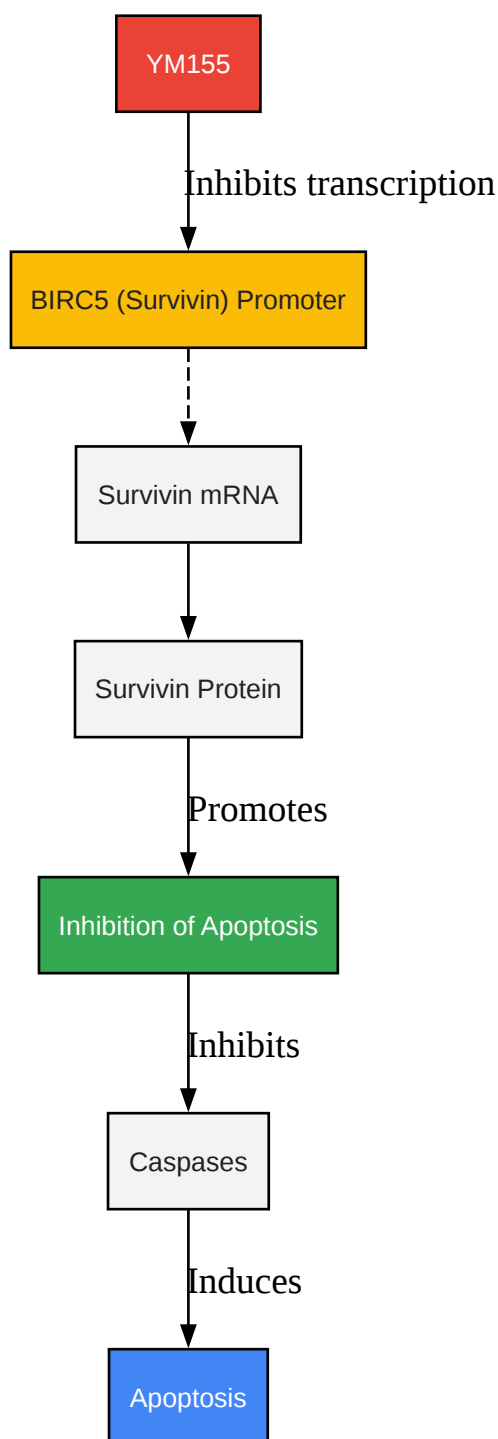 YM155
Inhibits transcription
BIRC5 (Survivin) Promoter
Survivin mRNA
Survivin Protein
Promotes
Inhibition of Apoptosis
Inhibits
Caspases
Induces
Apoptosis